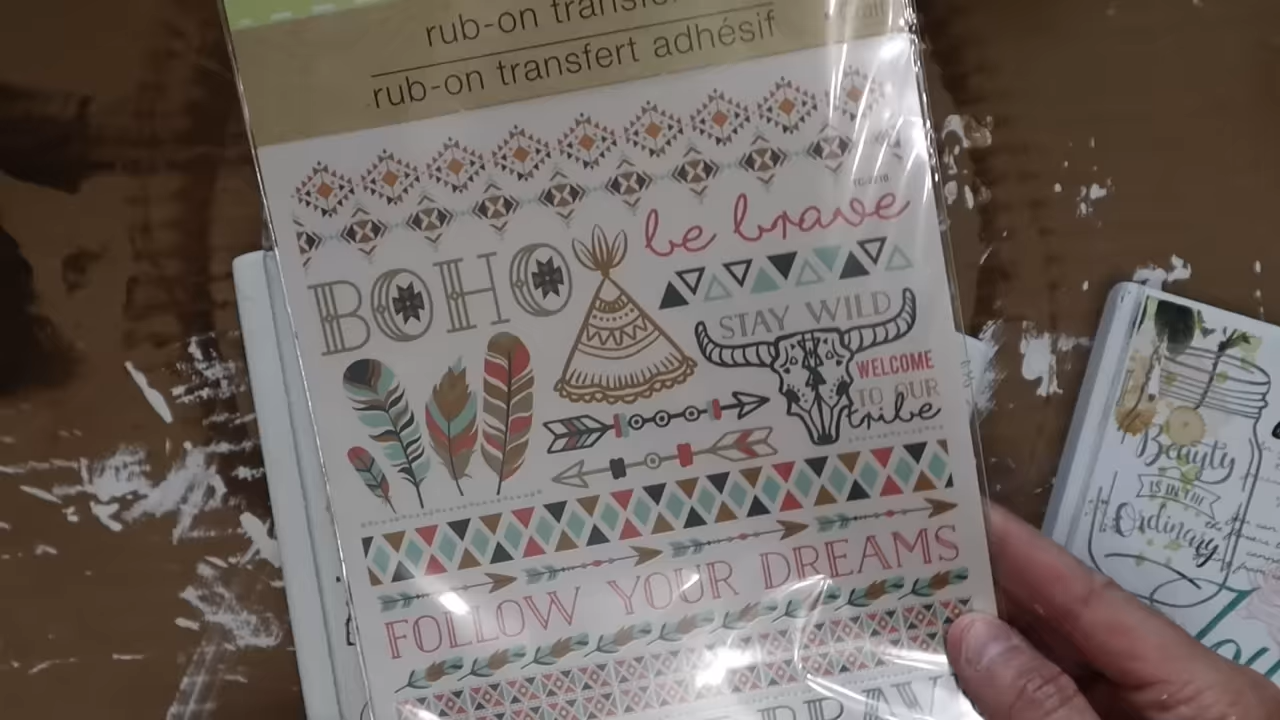 rub-on
rub-on transfert adhésif
be brave
BOHO
STAY WILD
WELCOME
TO OUR
tribe
FOLLOW YOUR DREAMS
Beauty
IS IN THE
Ordinary